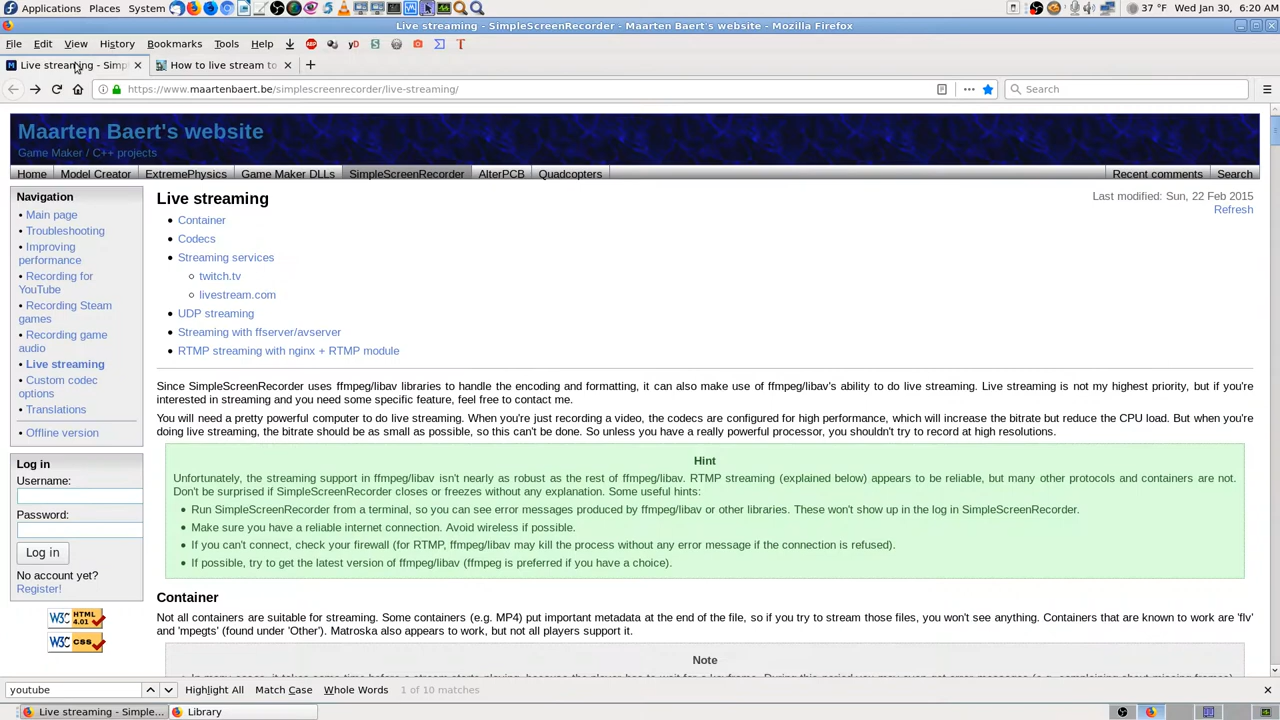 Applications Places System 37 °F Wed Jan 30, 6:20 AM
Live streaming - SimpleScreenRecorder - Maarten Baert's website - Mozilla Firefox
File Edit View History Bookmarks Tools Help
Live streaming - Simp How to live stream to
https://www.maartenbaert.be/simplescreenrecorder/live-streaming/ Search
Maarten Baert's website
Game Maker / C++ projects
Home Model Creator ExtremePhysics Game Maker DLLs SimpleScreenRecorder AlterPCB Quadcopters Recent comments Search
Navigation
• Main page
• Troubleshooting
• Improving
performance
• Recording for
YouTube
• Recording Steam
games
• Recording game
audio
• Live streaming
• Custom codec
options
• Translations
• Offline version
Log in
Username:
Password:
Log in
No account yet?
Register!
W3C HTML 4.01
W3C css
Live streaming
Last modified: Sun, 22 Feb 2015
Refresh
• Container
• Codecs
• Streaming services
twitch.tv
livestream.com
• UDP streaming
• Streaming with ffserver/avserver
• RTMP streaming with nginx + RTMP module
Since SimpleScreenRecorder uses ffmpeg/libav libraries to handle the encoding and formatting, it can also make use of ffmpeg/libav's ability to do live streaming. Live streaming is not my highest priority, but if you're
interested in streaming and you need some specific feature, feel free to contact me.
You will need a pretty powerful computer to do live streaming. When you're just recording a video, the codecs are configured for high performance, which will increase the bitrate but reduce the CPU load. But when you're
doing live streaming, the bitrate should be as small as possible, so this can't be done. So unless you have a really powerful processor, you shouldn't try to record at high resolutions.
Hint
Unfortunately, the streaming support in ffmpeg/libav isn't nearly as robust as the rest of ffmpeg/libav. RTMP streaming (explained below) appears to be reliable, but many other protocols and containers are not.
Don't be surprised if SimpleScreenRecorder closes or freezes without any explanation. Some useful hints:
• Run SimpleScreenRecorder from a terminal, so you can see error messages produced by ffmpeg/libav or other libraries. These won't show up in the log in SimpleScreenRecorder.
• Make sure you have a reliable internet connection. Avoid wireless if possible.
• If you can't connect, check your firewall (for RTMP, ffmpeg/libav may kill the process without any error message if the connection is refused).
• If possible, try to get the latest version of ffmpeg/libav (ffmpeg is preferred if you have a choice).
Container
Not all containers are suitable for streaming. Some containers (e.g. MP4) put important metadata at the end of the file, so if you try to stream those files, you won't see anything. Containers that are known to work are 'flv'
and 'mpegts' (found under 'Other'). Matroska also appears to work, but not all players support it.
Note
youtube Highlight All Match Case Whole Words 1 of 10 matches
Live streaming - Simple... Library